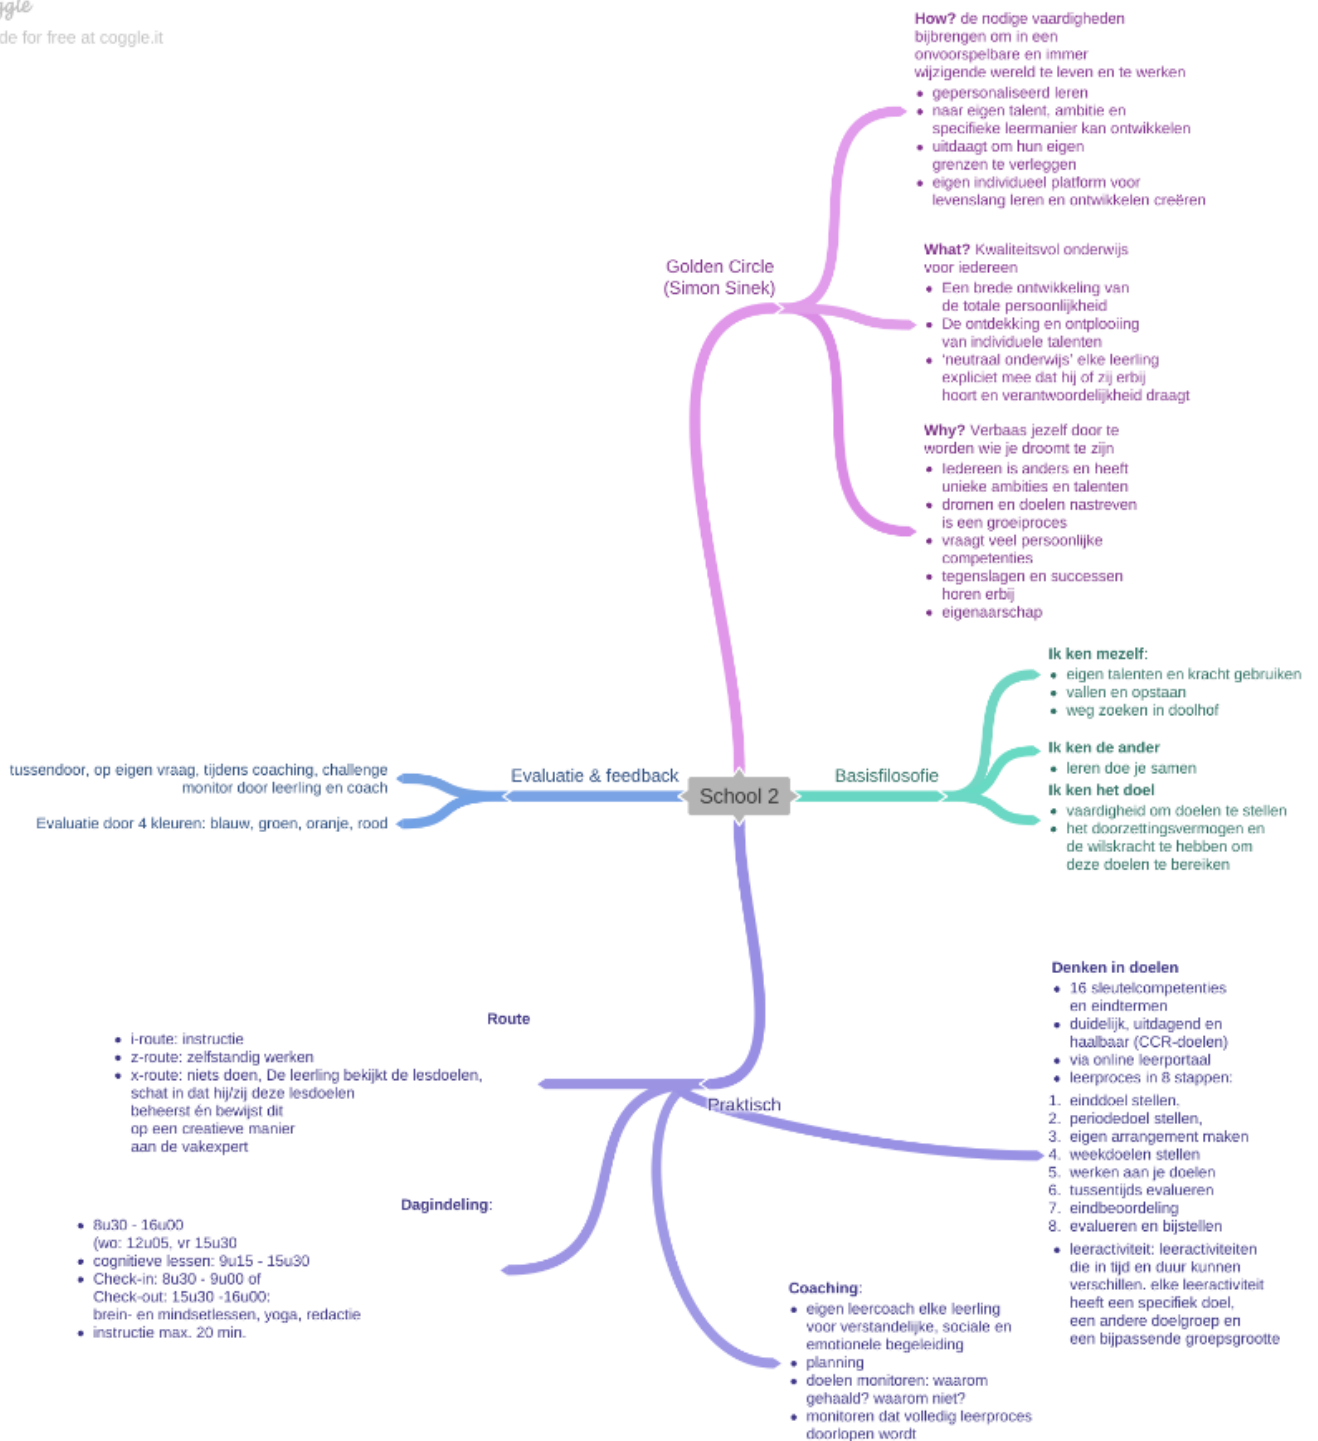 de for free at coggle.it
How? de nodige vaardigheden
bijbrengen om in een
onvoorspelbare en immer
wijzigende wereld te leven en te werken
• gepersonaliseerd leren
• naar eigen talent, ambitie en
specifieke leermanier kan ontwikkelen
• uitdaagt om hun eigen
grenzen te verleggen
• eigen individueel platform voor
levenslang leren en ontwikkelen creëren
Golden Circle
(Simon Sinek)
What? Kwaliteitsvol onderwijs
voor iedereen
• Een brede ontwikkeling van
de totale persoonlijkheid
• De ontdekking en ontplooiing
van individuele talenten
• 'neutraal onderwijs' elke leerling
expliciet mee dat hij of zij erbij
hoort en verantwoordelijkheid draagt
Why? Verbaas jezelf door te
worden wie je droomt te zijn
• Iedereen is anders en heeft
unieke ambities en talenten
• dromen en doelen nastreven
is een groeiproces
• vraagt veel persoonlijke
competenties
• tegenslagen en successen
horen erbij
• eigenaarschap
School 2
Basisfilosofie
Ik ken mezelf:
• eigen talenten en kracht gebruiken
• vallen en opstaan
• weg zoeken in doolhof
Ik ken de ander
• leren doe je samen
Ik ken het doel
• vaardigheid om doelen te stellen
• het doorzettingsvermogen en
de wilskracht te hebben om
deze doelen te bereiken
Evaluatie & feedback
tussendoor, op eigen vraag, tijdens coaching, challenge
monitor door leerling en coach
Evaluatie door 4 kleuren: blauw, groen, oranje, rood
Praktisch
Denken in doelen
• 16 sleutelcompetenties
en eindtermen
• duidelijk, uitdagend en
haalbaar (CCR-doelen)
• via online leerportaal
• leerproces in 8 stappen:
1. einddoel stellen.
2. periodedoel stellen,
3. eigen arrangement maken
4. weekdoelen stellen
5. werken aan je doelen
6. tussentijds evalueren
7. eindbeoordeling
8. evalueren en bijstellen
• leeractiviteit: leeractiviteiten
die in tijd en duur kunnen
verschillen. elke leeractiviteit
heeft een specifiek doel,
een andere doelgroep en
een bijpassende groepsgrootte
Route
• i-route: instructie
• z-route: zelfstandig werken
• x-route: niets doen, De leerling bekijkt de lesdoelen,
schat in dat hij/zij deze lesdoelen
beheerst én bewijst dit
op een creatieve manier
aan de vakexpert
Dagindeling:
• 8u30 - 16u00
(wo: 12u05, vr 15u30
• cognitieve lessen: 9u15 - 15u30
• Check-in: 8u30 - 9u00 of
Check-out: 15u30 -16u00:
brein- en mindsetlessen, yoga, redactie
• instructie max. 20 min.
Coaching:
• eigen leercoach elke leerling
voor verstandelijke, sociale en
emotionele begeleiding
• planning
• doelen monitoren: waarom
gehaald? waarom niet?
• monitoren dat volledig leerproces
doorlopen wordt